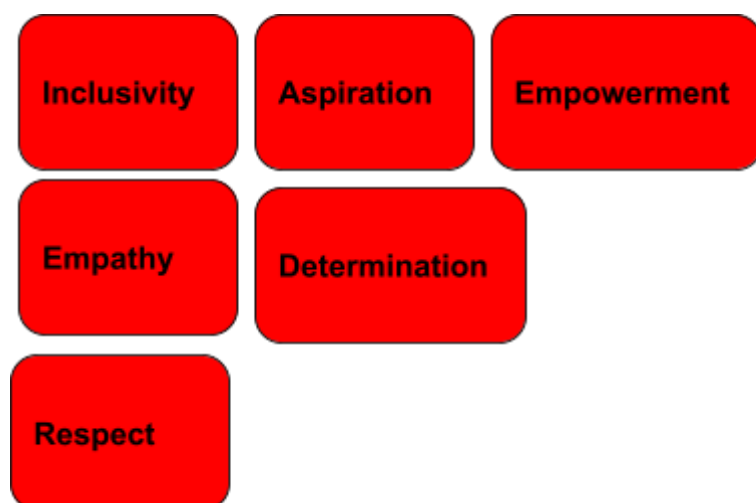 Inclusivity
Aspiration
Empowerment
Empathy
Determination
Respect